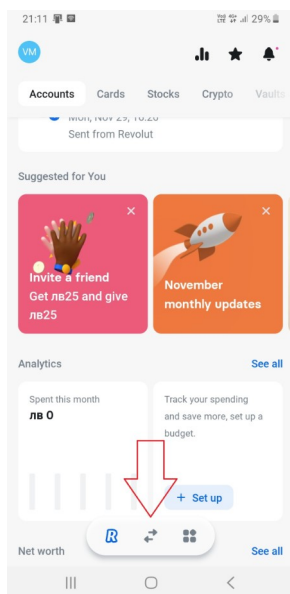 21:11
29%
VM
Accounts Cards Stocks Crypto Vaults
Mon, Nov 29, 16:20
Sent from Revolut
Suggested for You
Invite a friend
Get лв25 and give
лв25
November
monthly updates
Analytics
See all
Spent this month
лв 0
Track your spending
and save more, set up a
budget.
+ Set up
R
Net worth
See all